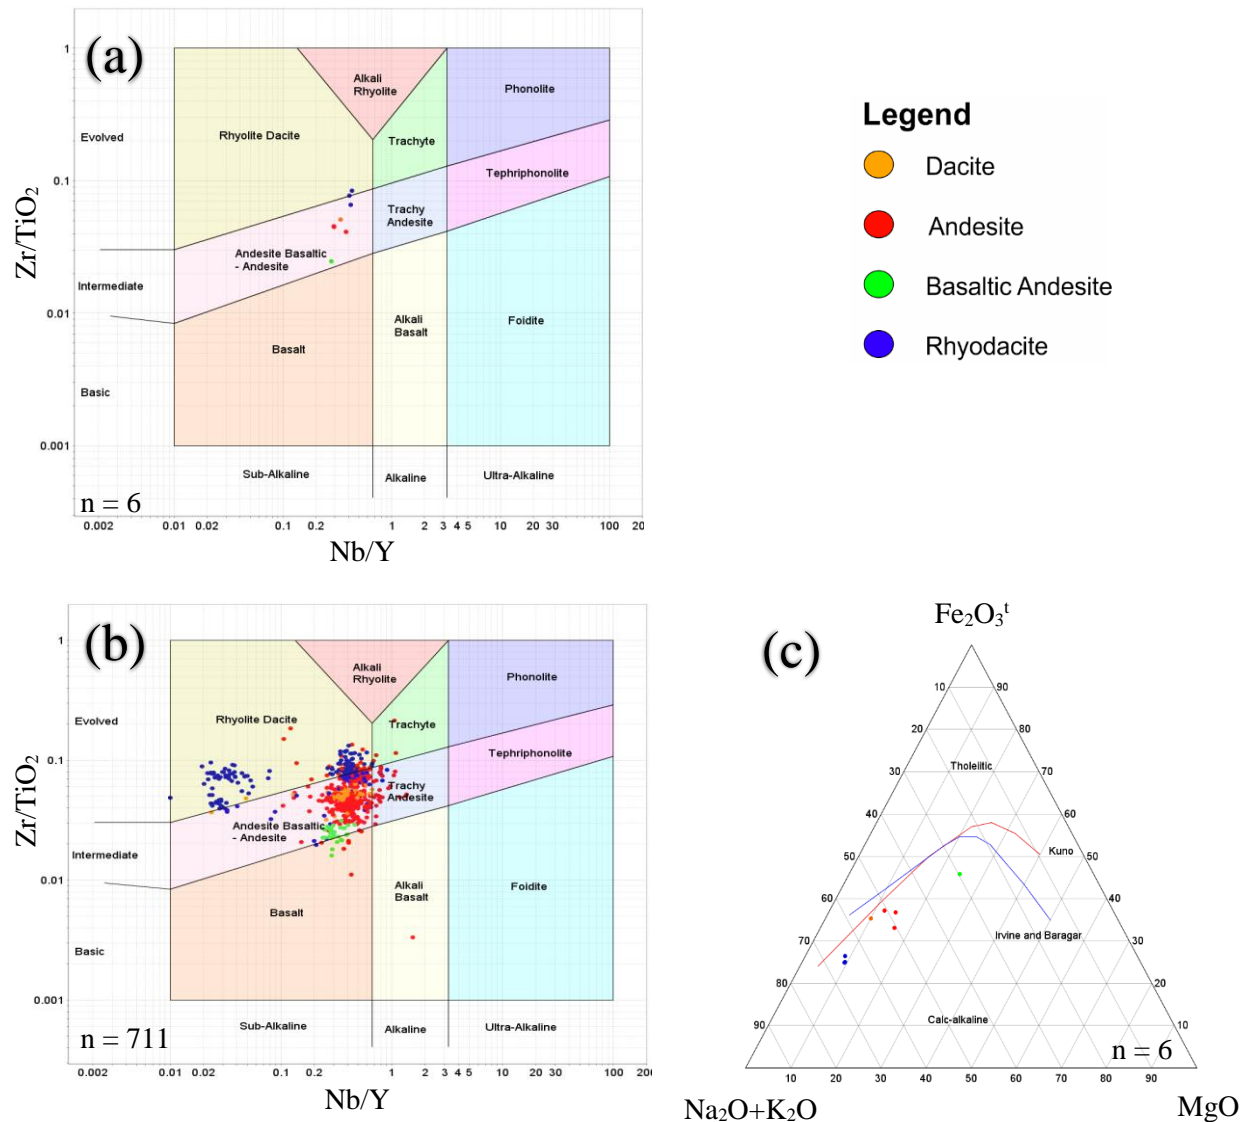 (a)
1
0.1
0.01
0.001
Zr/TiO₂
Evolved
Intermediate
Basic
Alkali
Rhyolite
Phonolite
Rhyolite Dacite
Trachyte
Tephriphonolite
Trachy
Andesite
Andesite Basaltic
- Andesite
Alkali
Basalt
Foidite
Basalt
Sub-Alkaline
Alkaline
Ultra-Alkaline
n = 6
0.002 0.01 0.02 0.1 0.2 1 2 3 4 5 10 20 30 100 20
Nb/Y
Legend
Dacite
Andesite
Basaltic Andesite
Rhyodacite
(b)
1
0.1
0.01
0.001
Zr/TiO₂
Evolved
Intermediate
Basic
Alkali
Rhyolite
Phonolite
Rhyolite Dacite
Trachyte
Tephriphonolite
Trachy
Andesite
Andesite Basaltic
- Andesite
Alkali
Basalt
Foidite
Basalt
Sub-Alkaline
Alkaline
Ultra-Alkaline
n = 711
0.002 0.01 0.02 0.1 0.2 1 2 3 4 5 10 20 30 100 200
Nb/Y
(c)
Fe₂O₃ᵗ
10 90
20 80
30 70
Tholeiitic
40 60
50 Kuno 50
60 40
Irvine and Baragar
70 30
80 20
90 Calc-alkaline 10
n = 6
10 20 30 40 50 60 70 80 90
Na₂O+K₂O
MgO